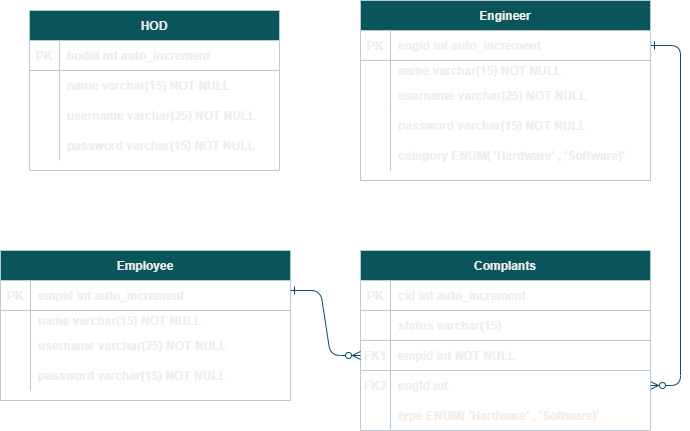 HOD
PK hodid int auto_increment
name varchar(15) NOT NULL
username varchar(25) NOT NULL
password varchar(15) NOT NULL
Engineer
PK engid int auto_increment
name varchar(15) NOT NULL
username varchar(25) NOT NULL
password varchar(15) NOT NULL
category ENUM( 'Hardware' , 'Software)'
Employee
PK empid int auto_increment
name varchar(15) NOT NULL
username varchar(25) NOT NULL
password varchar(15) NOT NULL
Complants
PK cid int auto_increment
status varchar(15)
FK1 empid int NOT NULL
FK2 engid int
type ENUM( 'Hardware' , 'Software)'